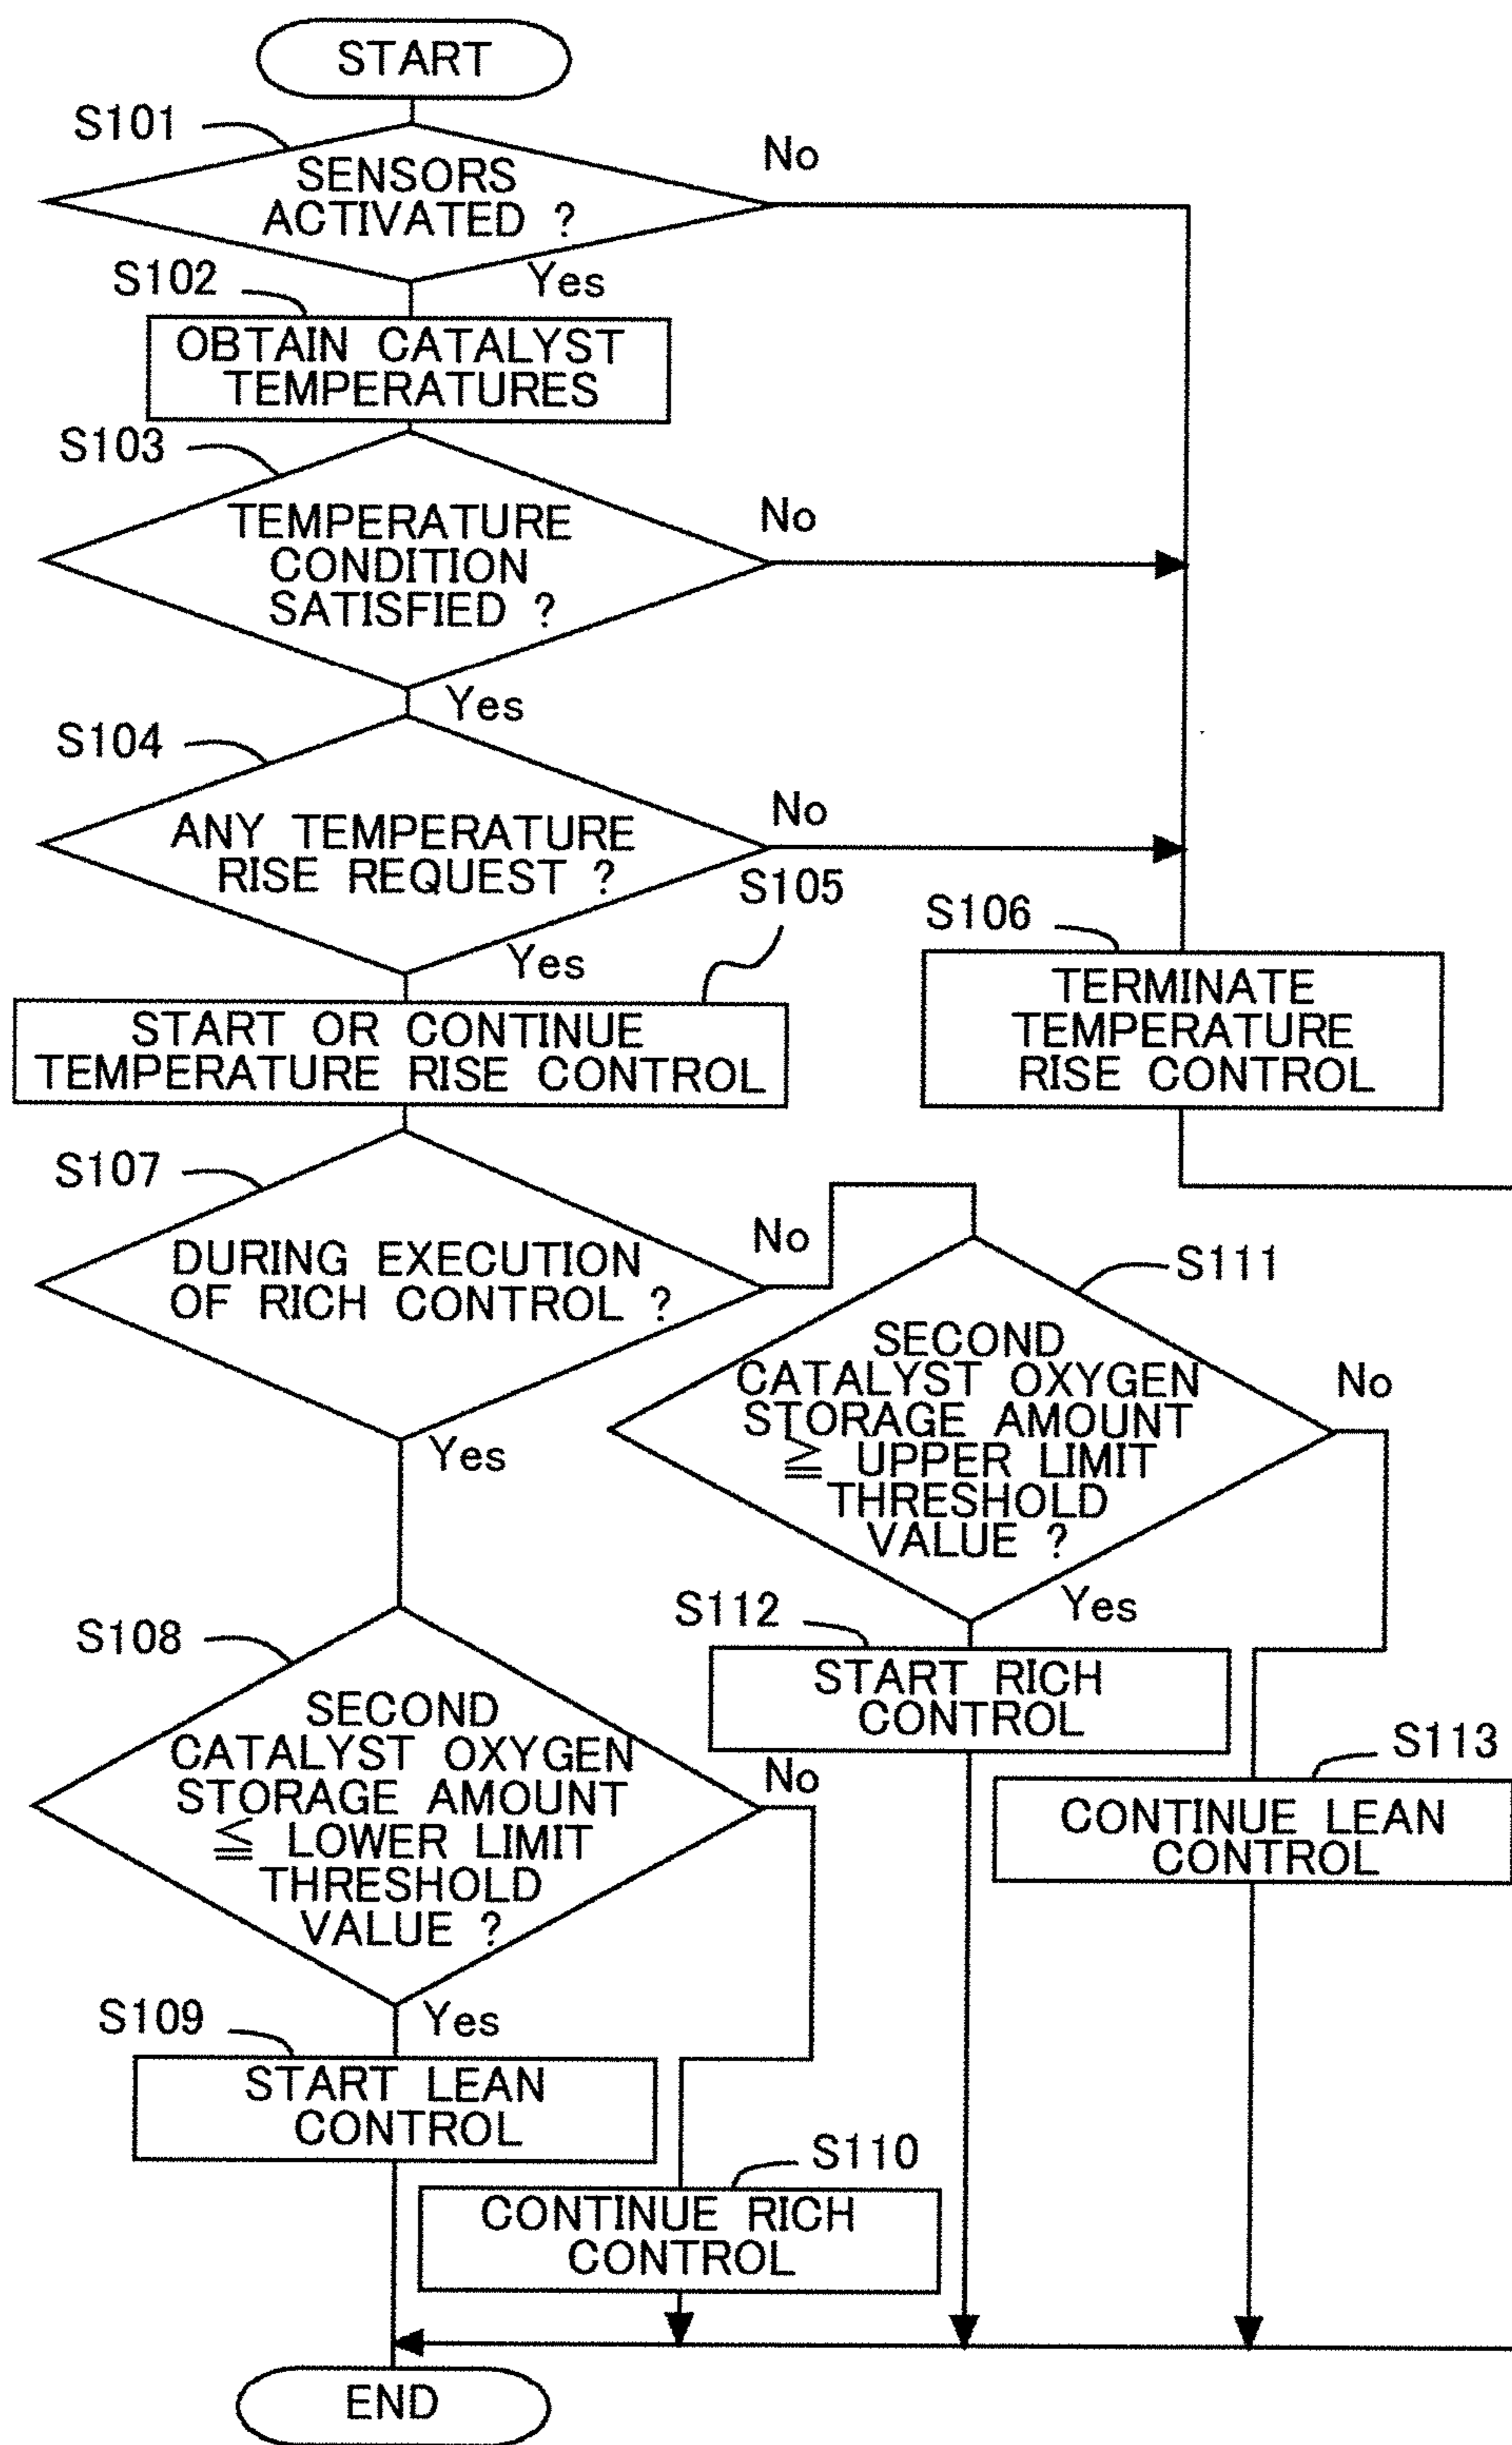 START
S101
SENSORS
ACTIVATED ?
No
Yes
S102
OBTAIN CATALYST
TEMPERATURES
S103
TEMPERATURE
CONDITION
SATISFIED ?
No
Yes
S104
ANY TEMPERATURE
RISE REQUEST ?
No
Yes
S105
START OR CONTINUE
TEMPERATURE RISE CONTROL
S106
TERMINATE
TEMPERATURE
RISE CONTROL
S107
DURING EXECUTION
OF RICH CONTROL ?
No
Yes
S111
SECOND
CATALYST OXYGEN
STORAGE AMOUNT
≧ UPPER LIMIT
THRESHOLD
VALUE ?
No
Yes
S112
START RICH
CONTROL
S113
CONTINUE LEAN
CONTROL
S108
SECOND
CATALYST OXYGEN
STORAGE AMOUNT
≦ LOWER LIMIT
THRESHOLD
VALUE ?
No
Yes
S109
START LEAN
CONTROL
S110
CONTINUE RICH
CONTROL
END